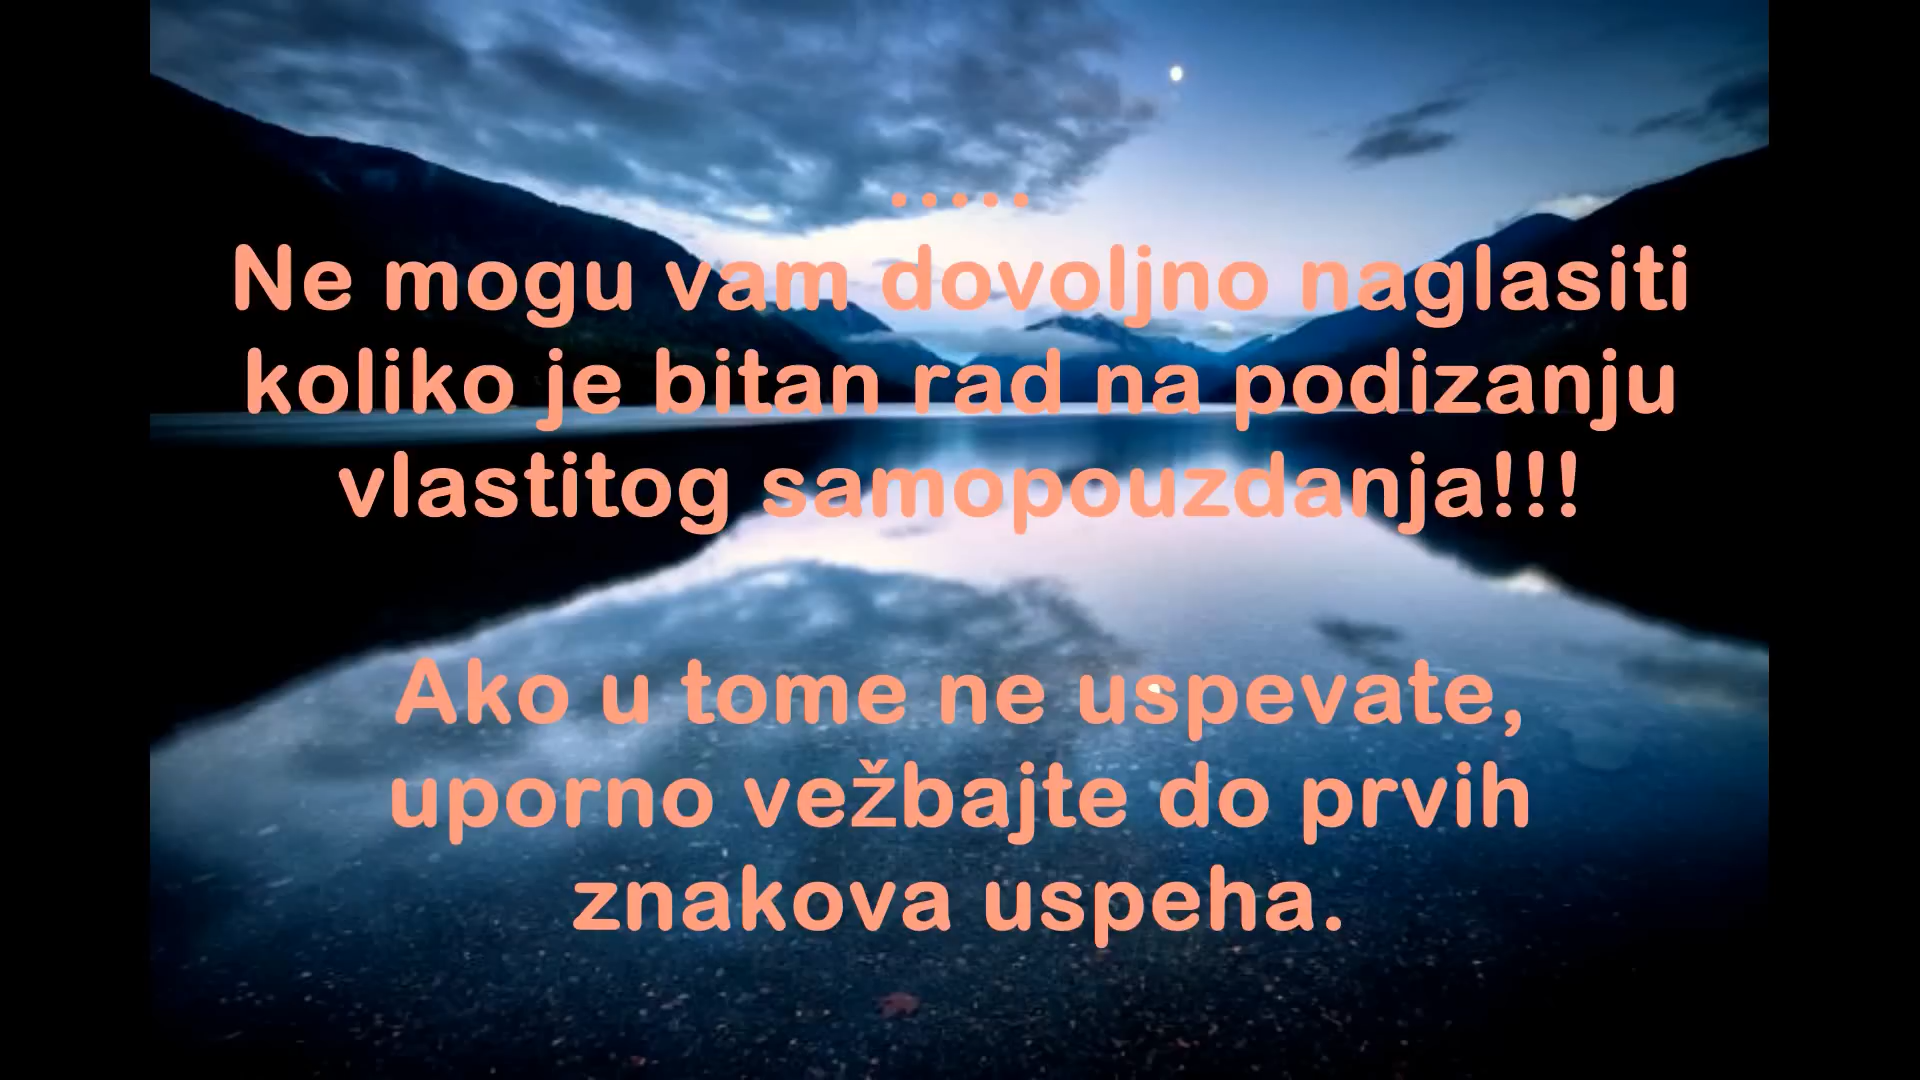 .....
Ne mogu vam dovoljno naglasiti
koliko je bitan rad na podizanju
vlastitog samopouzdanja!!!
Ako u tome ne uspevate,
uporno vežbajte do prvih
znakova uspeha.